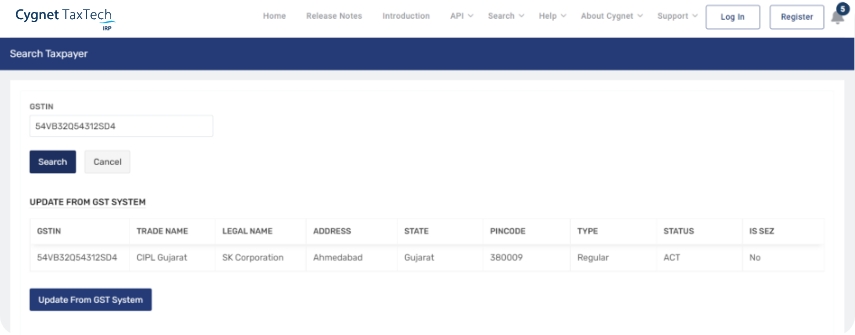 Cygnet TaxTech
IRP
Home Release Notes Introduction API Search Help About Cygnet Support Log In Register 5
Search Taxpayer
GSTIN
54VB32Q54312SD4
Search Cancel
UPDATE FROM GST SYSTEM
GSTIN TRADE NAME LEGAL NAME ADDRESS STATE PINCODE TYPE STATUS IS SEZ
54VB32Q54312SD4 CIPL Gujarat SK Corporation Ahmedabad Gujarat 380009 Regular ACT No
Update From GST System